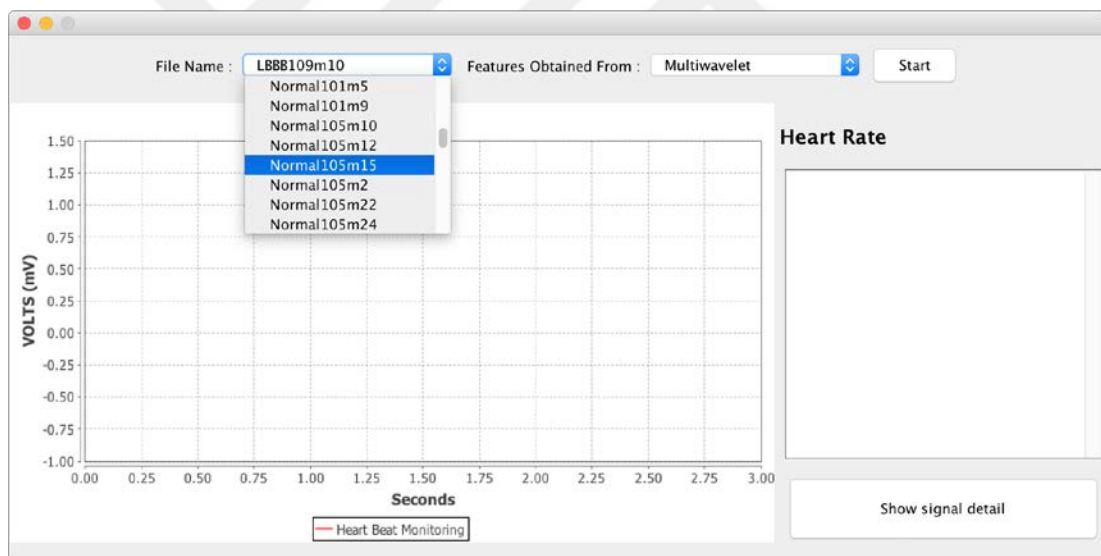 File Name : LBBB109m10 Features Obtained From : Multiwavelet Start
Normal101m5
Normal101m9
Normal105m10
Normal105m12
Normal105m15
Normal105m2
Normal105m22
Normal105m24
Heart Rate
VOLTS (mV)
1.50
1.25
1.00
0.75
0.50
0.25
0.00
-0.25
-0.50
-0.75
-1.00
0.00 0.25 0.50 0.75 1.00 1.25 1.50 1.75 2.00 2.25 2.50 2.75 3.00
Seconds
Heart Beat Monitoring
Show signal detail